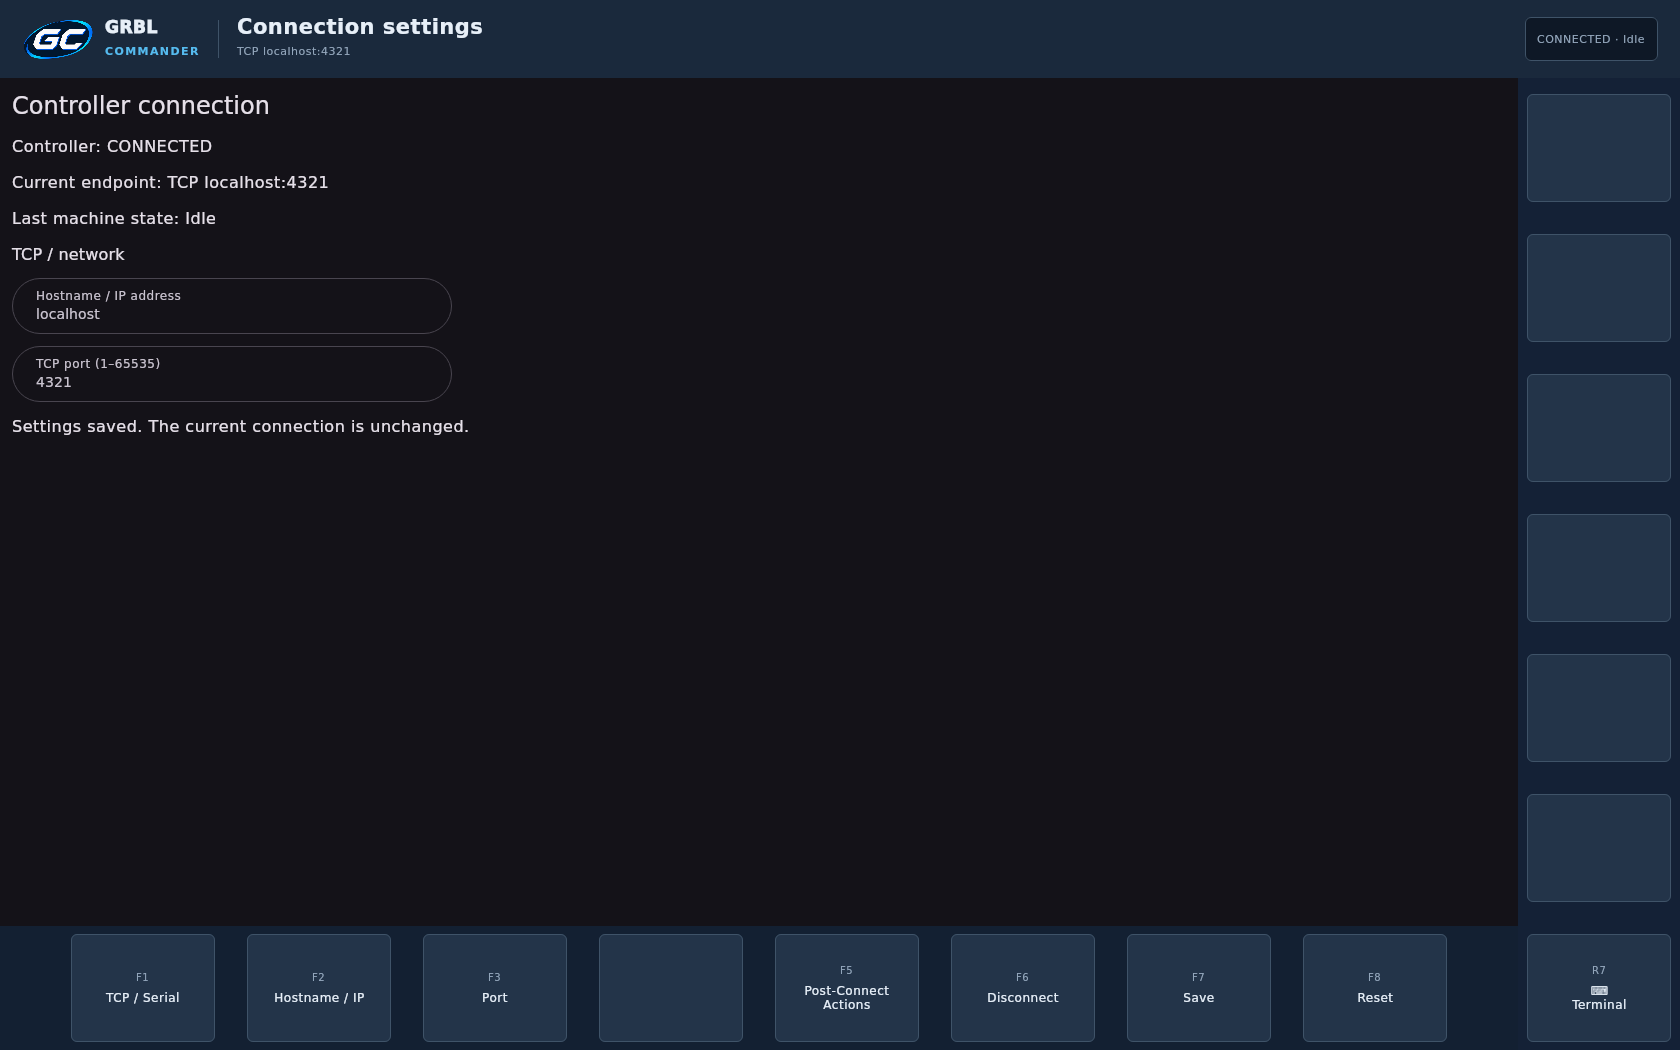 GC
GRBL
COMMANDER
Connection settings
TCP localhost:4321
CONNECTED · Idle
Controller connection
Controller: CONNECTED
Current endpoint: TCP localhost:4321
Last machine state: Idle
TCP / network
Hostname / IP address
localhost
TCP port (1–65535)
4321
Settings saved. The current connection is unchanged.
F1
TCP / Serial
F2
Hostname / IP
F3
Port
F5
Post-Connect
Actions
F6
Disconnect
F7
Save
F8
Reset
R7
⌨
Terminal